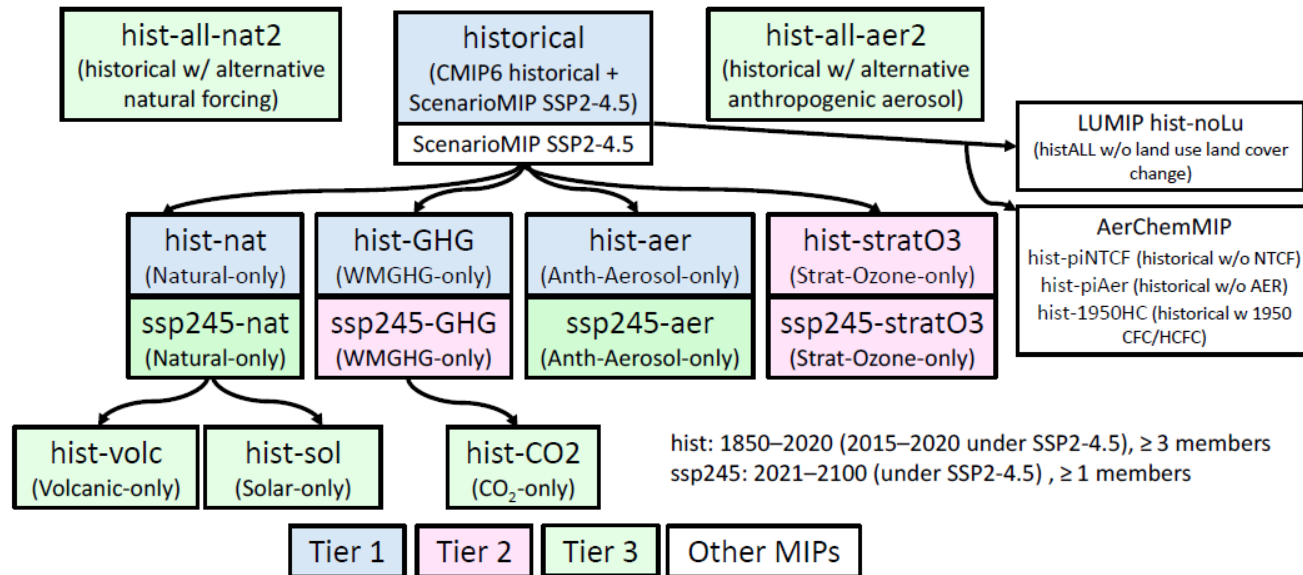 hist-all-nat2
(historical w/ alternative
natural forcing)
historical
(CMIP6 historical +
ScenarioMIP SSP2-4.5)
ScenarioMIP SSP2-4.5
hist-all-aer2
(historical w/ alternative
anthropogenic aerosol)
LUMIP hist-noLu
(histALL w/o land use land cover
change)
AerChemMIP
hist-piNTCF (historical w/o NTCF)
hist-piAer (historical w/o AER)
hist-1950HC (historical w 1950
CFC/HCFC)
hist-nat
(Natural-only)
hist-GHG
(WMGHG-only)
hist-aer
(Anth-Aerosol-only)
hist-stratO3
(Strat-Ozone-only)
ssp245-nat
(Natural-only)
ssp245-GHG
(WMGHG-only)
ssp245-aer
(Anth-Aerosol-only)
ssp245-stratO3
(Strat-Ozone-only)
hist-volc
(Volcanic-only)
hist-sol
(Solar-only)
hist-CO2
(CO₂-only)
hist: 1850–2020 (2015–2020 under SSP2-4.5), ≥ 3 members
ssp245: 2021–2100 (under SSP2-4.5) , ≥ 1 members
Tier 1
Tier 2
Tier 3
Other MIPs